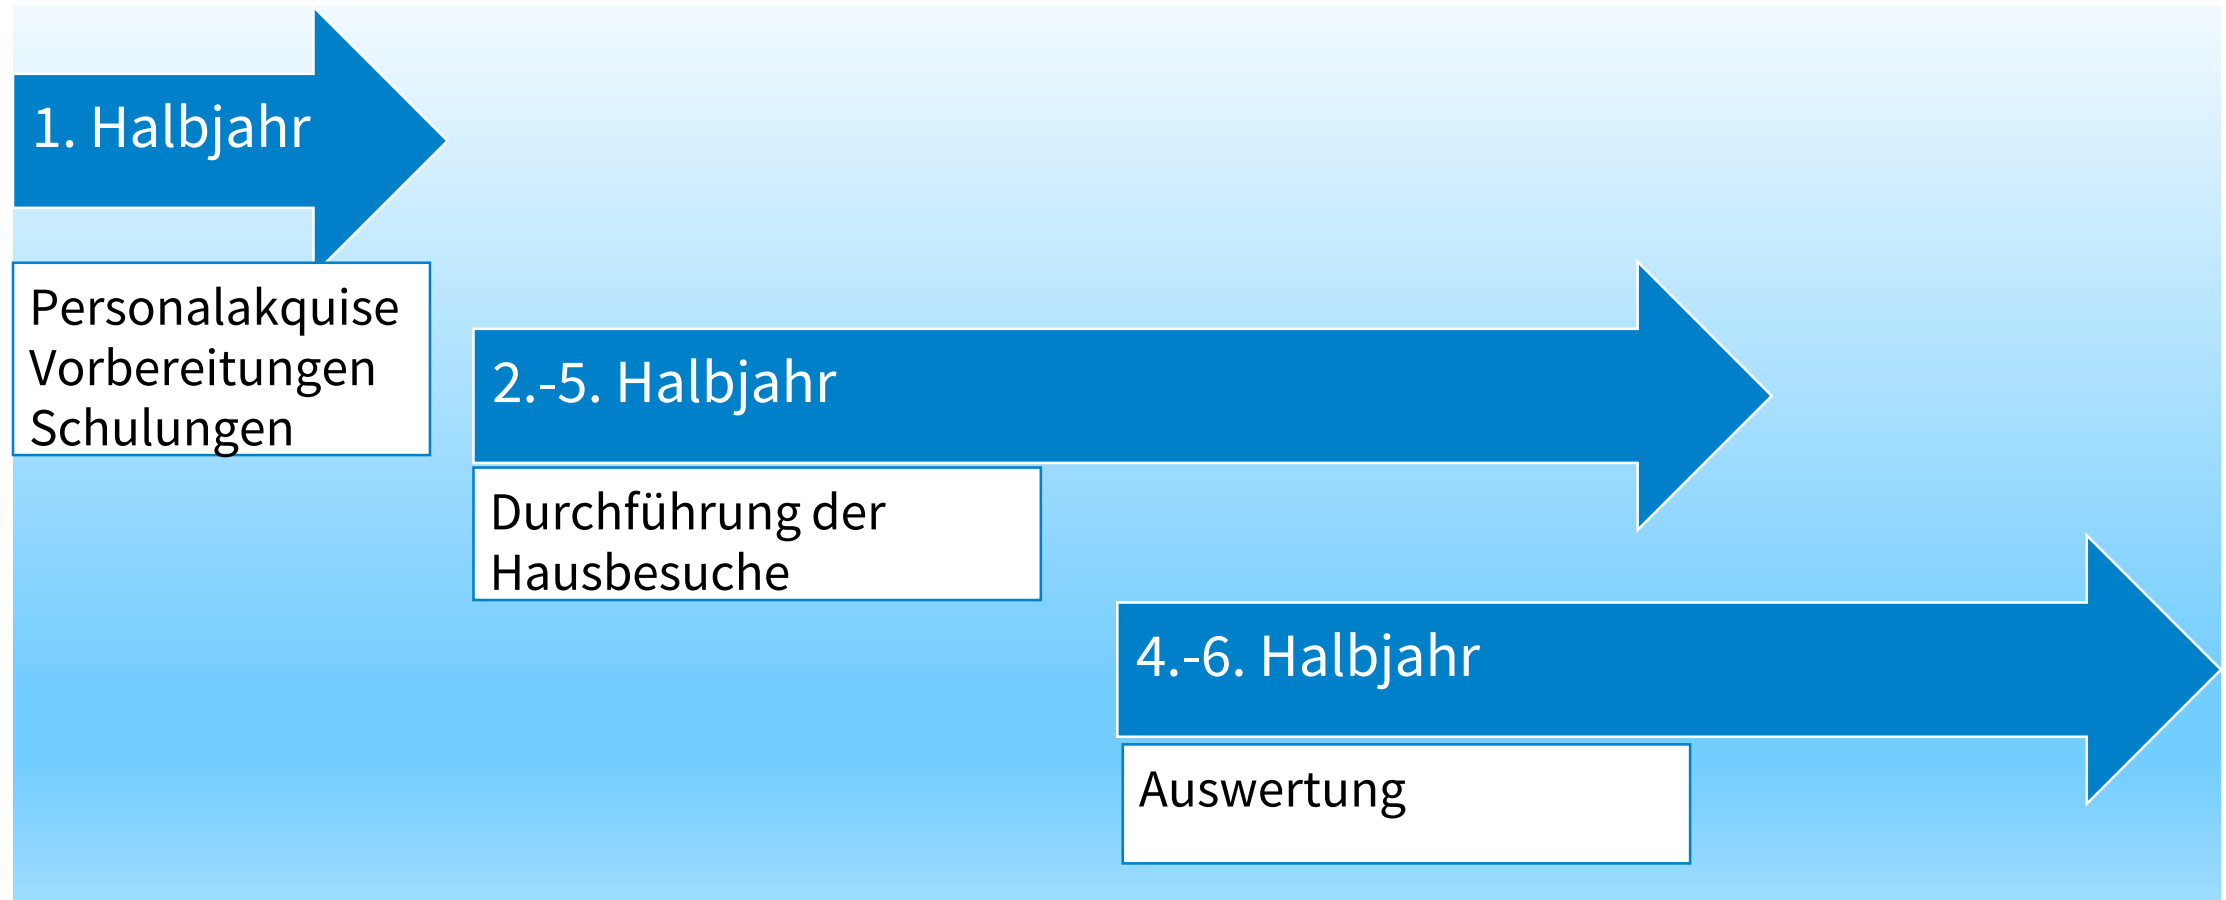 1. Halbjahr
Personalakquise
Vorbereitungen
Schulungen
2.-5. Halbjahr
Durchführung der
Hausbesuche
4.-6. Halbjahr
Auswertung